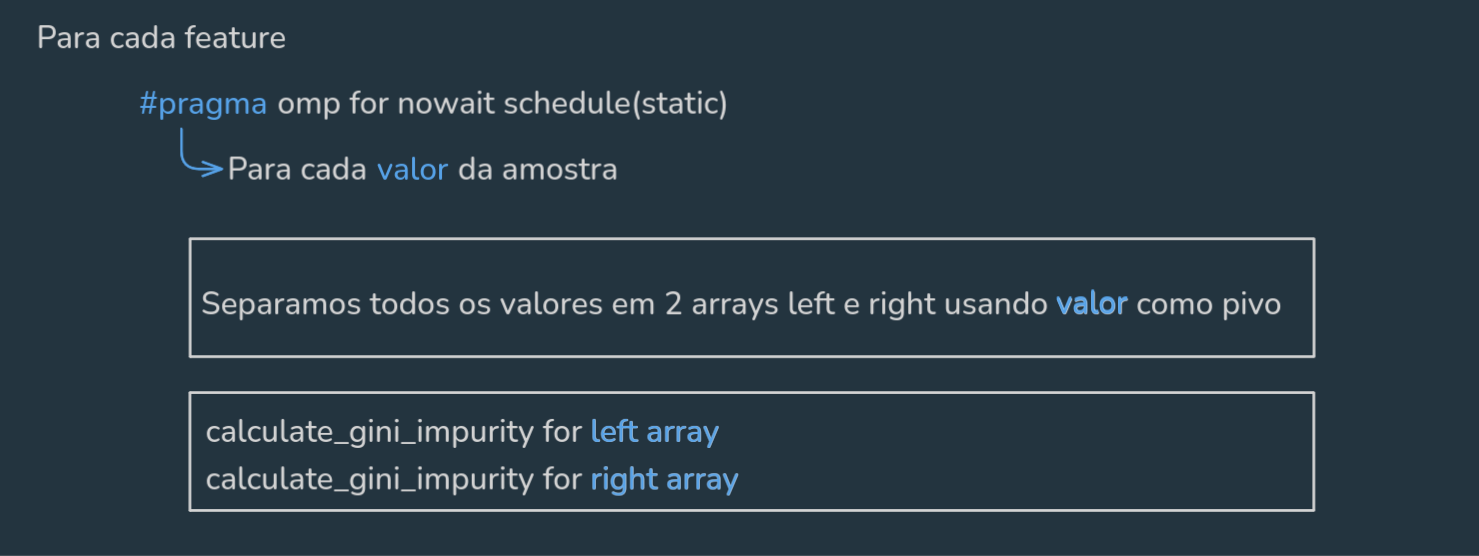 Para cada feature
#pragma omp for nowait schedule(static)
Para cada valor da amostra
Separamos todos os valores em 2 arrays left e right usando valor como pivo
calculate_gini_impurity for left array
calculate_gini_impurity for right array